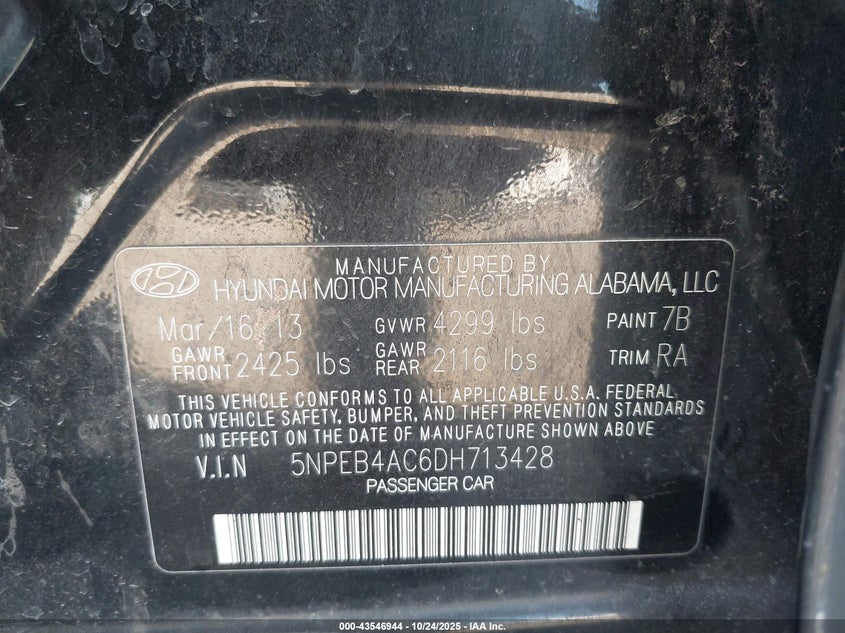 MANUFACTURED BY
HYUNDAI MOTOR MANUFACTURING ALABAMA, LLC
Mar/16 13 GVWR 4299 lbs PAINT 7B
GAWR FRONT 2425 lbs GAWR REAR 2116 lbs TRIM RA
THIS VEHICLE CONFORMS TO ALL APPLICABLE U.S.A. FEDERAL
MOTOR VEHICLE SAFETY, BUMPER, AND THEFT PREVENTION STANDARDS
IN EFFECT ON THE DATE OF MANUFACTURE SHOWN ABOVE
V.I.N 5NPEB4AC6DH713428
PASSENGER CAR
000-43546944 - 10/24/2025 - IAA Inc.